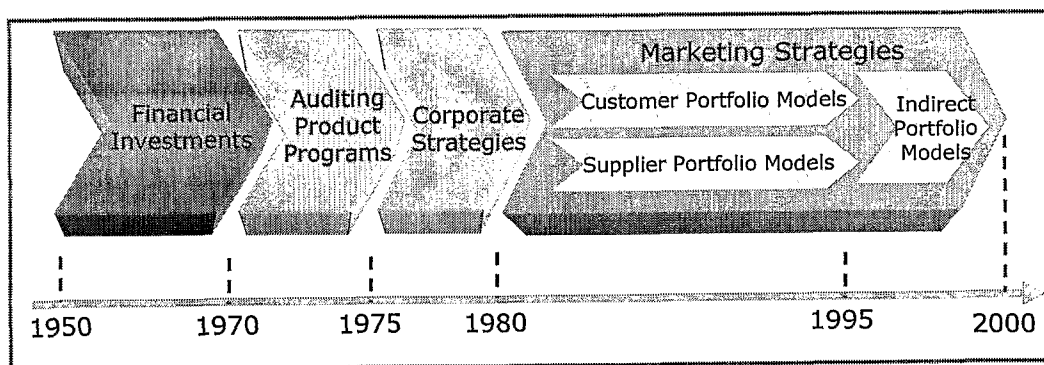 Marketing Strategies
Financial
Investments
Auditing
Product
Programs
Corporate
Strategies
Customer Portfolio Models
Supplier Portfolio Models
Indirect
Portfolio
Models
1950
1970
1975
1980
1995
2000